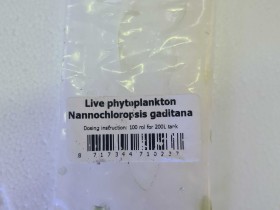 Live phytoplankton
Nannochloropsis gaditana
Dosing instruction: 100 ml for 200L tank
8 717344 710237